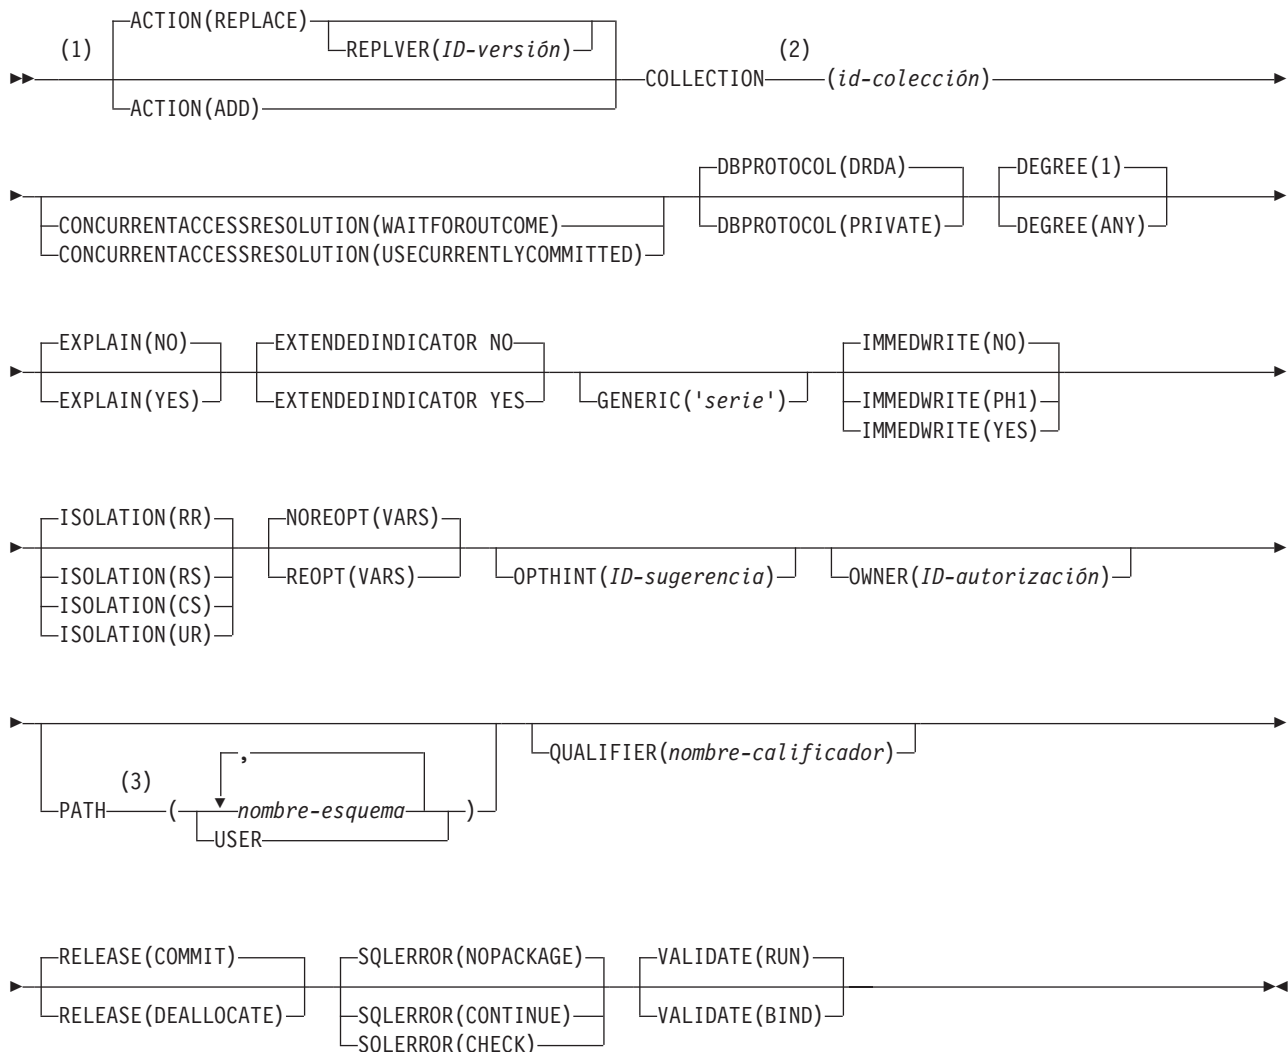 ACTION(REPLACE)
(1) REPLVER(ID-versión) (2)
COLLECTION (id-colección)
ACTION(ADD)
DBPROTOCOL(DRDA) DEGREE(1)
CONCURRENTACCESSRESOLUTION(WAITFOROUTCOME) DBPROTOCOL(PRIVATE) DEGREE(ANY)
CONCURRENTACCESSRESOLUTION(USECURRENTLYCOMMITTED)
EXPLAIN(NO) EXTENDEDINDICATOR NO IMMEDWRITE(NO)
EXPLAIN(YES) EXTENDEDINDICATOR YES GENERIC('serie') IMMEDWRITE(PH1)
IMMEDWRITE(YES)
ISOLATION(RR) NOREOPT(VARS)
ISOLATION(RS) REOPT(VARS) OPTHINT(ID-sugerencia) OWNER(ID-autorización)
ISOLATION(CS)
ISOLATION(UR)
QUALIFIER(nombre-calificador)
,
(3)
PATH ( nombre-esquema )
USER
RELEASE(COMMIT) SQLERROR(NOPACKAGE) VALIDATE(RUN)
RELEASE(DEALLOCATE) SQLERROR(CONTINUE) VALIDATE(BIND)
SQLERROR(CHECK)